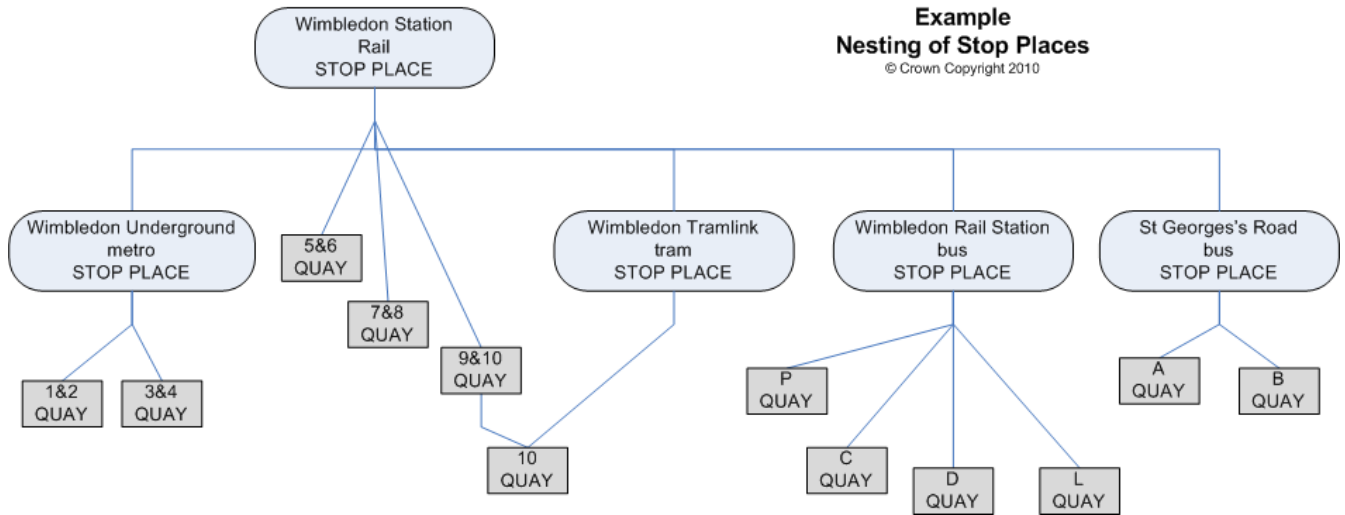 Example
Nesting of Stop Places
© Crown Copyright 2010
Wimbledon Station
Rail
STOP PLACE
Wimbledon Underground
metro
STOP PLACE
5&6
QUAY
7&8
QUAY
9&10
QUAY
Wimbledon Tramlink
tram
STOP PLACE
Wimbledon Rail Station
bus
STOP PLACE
St Georges's Road
bus
STOP PLACE
1&2
QUAY
3&4
QUAY
10
QUAY
P
QUAY
C
QUAY
D
QUAY
L
QUAY
A
QUAY
B
QUAY